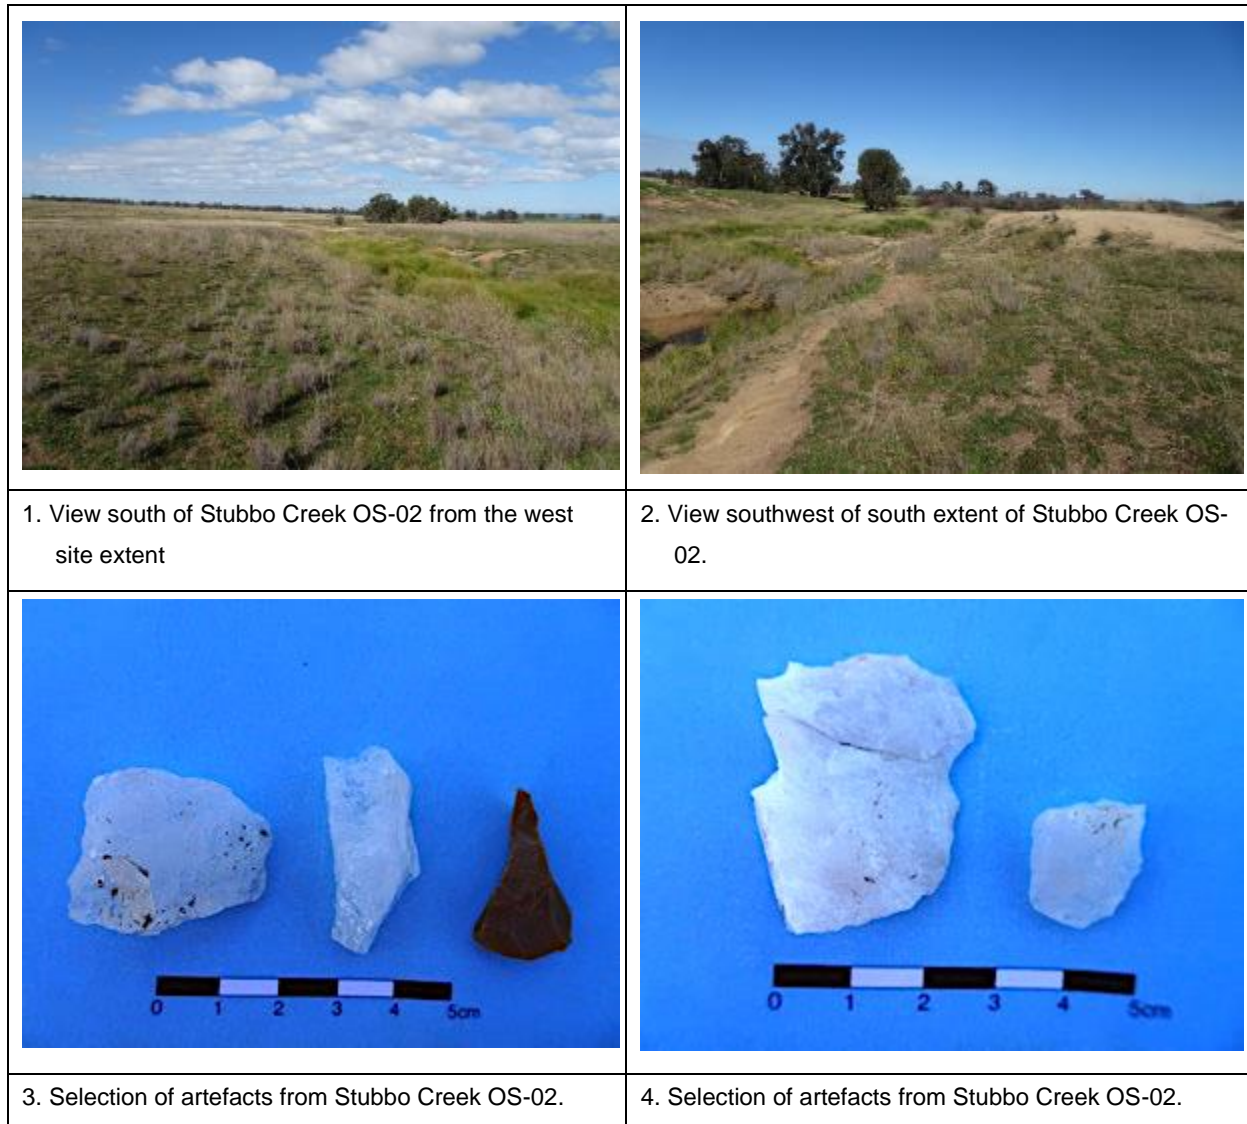 1. View south of Stubbo Creek OS-02 from the west
site extent
2. View southwest of south extent of Stubbo Creek OS-
02.
0 1 2 3 4 5cm
0 1 2 3 4 5cm
3. Selection of artefacts from Stubbo Creek OS-02.
4. Selection of artefacts from Stubbo Creek OS-02.